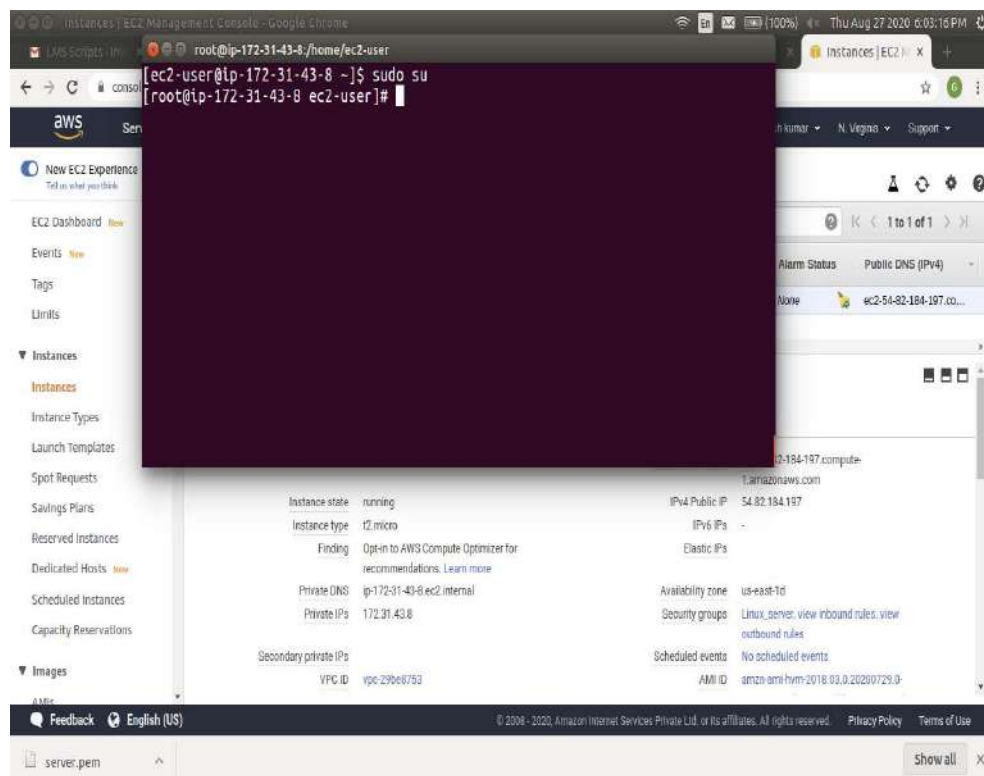 Instances | EC2 Management Console - Google Chrome
En (100%) Thu Aug 27 2020 6:03:16 PM
LMS Scripts
root@ip-172-31-43-8:/home/ec2-user
Instances | EC2 M
[ec2-user@ip-172-31-43-8 ~]$ sudo su
[root@ip-172-31-43-8 ec2-user]#
conso
G
aws
Serv
h kumar
N. Virginia
Support
New EC2 Experience
Tell us what you think
EC2 Dashboard New
1 to 1 of 1
Events New
Alarm Status
Public DNS (IPv4)
Tags
None
ec2-54-82-184-197.co...
Limits
Instances
Instances
Instance Types
Launch Templates
Spot Requests
Savings Plans
Reserved Instances
Dedicated Hosts New
Scheduled Instances
Capacity Reservations
Images
AMIs
2-184-197.compute-
1.amazonaws.com
Instance state running
IPv4 Public IP 54.82.184.197
Instance type t2.micro
IPv6 IPs -
Finding Opt-in to AWS Compute Optimizer for
recommendations. Learn more
Elastic IPs
Private DNS ip-172-31-43-8.ec2.internal
Availability zone us-east-1d
Private IPs 172.31.43.8
Security groups Linux_server, view inbound rules, view
outbound rules
Secondary private IPs
Scheduled events No scheduled events
VPC ID vpc-29be8753
AMI ID amzn-ami-hvm-2018.03.0.20200729.0-
Feedback English (US)
© 2008 - 2020, Amazon Internet Services Private Ltd. or its affiliates. All rights reserved. Privacy Policy Terms of Use
server.pem
Show all X